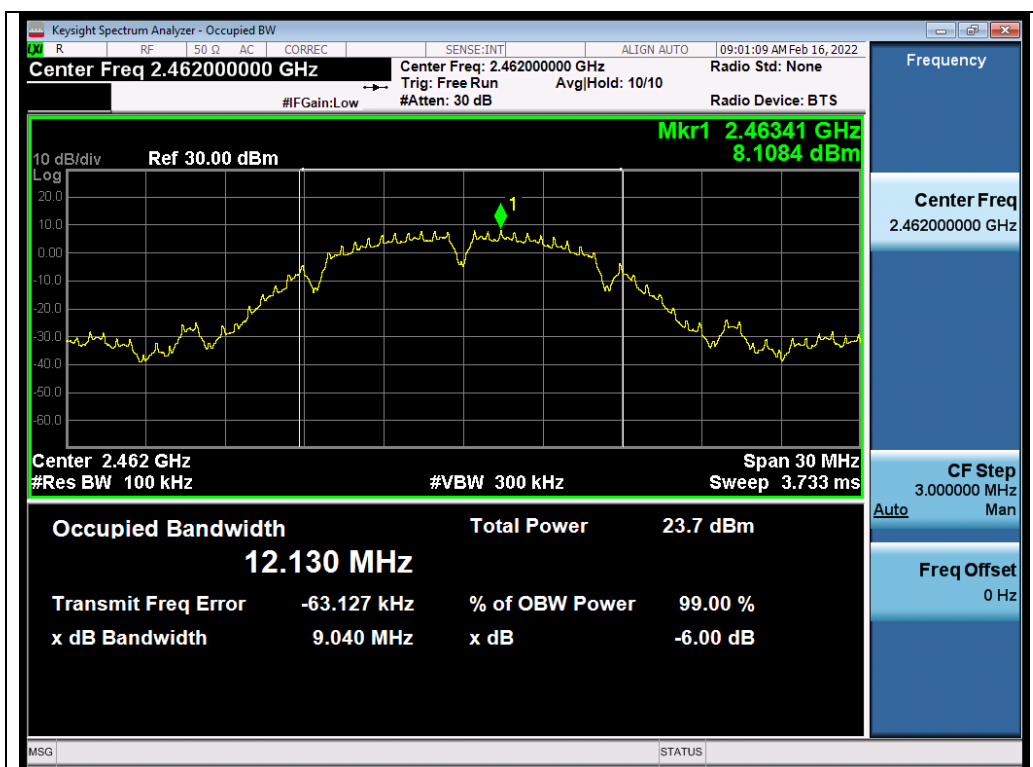 Keysight Spectrum Analyzer - Occupied BW
LXI R RF 50 Ω AC CORREC SENSE:INT ALIGN AUTO 09:01:09 AM Feb 16, 2022
Center Freq 2.462000000 GHz
Center Freq: 2.462000000 GHz
Radio Std: None
Trig: Free Run Avg|Hold: 10/10
#IFGain:Low #Atten: 30 dB Radio Device: BTS
Frequency
Mkr1 2.46341 GHz
8.1084 dBm
10 dB/div Ref 30.00 dBm
Log
20.0
10.0
0.00
-10.0
-20.0
-30.0
-40.0
-50.0
-60.0
1
Center Freq
2.462000000 GHz
Center 2.462 GHz Span 30 MHz
#Res BW 100 kHz #VBW 300 kHz Sweep 3.733 ms
CF Step
3.000000 MHz
Auto Man
Occupied Bandwidth Total Power 23.7 dBm
12.130 MHz
Freq Offset
0 Hz
Transmit Freq Error -63.127 kHz % of OBW Power 99.00 %
x dB Bandwidth 9.040 MHz x dB -6.00 dB
MSG STATUS